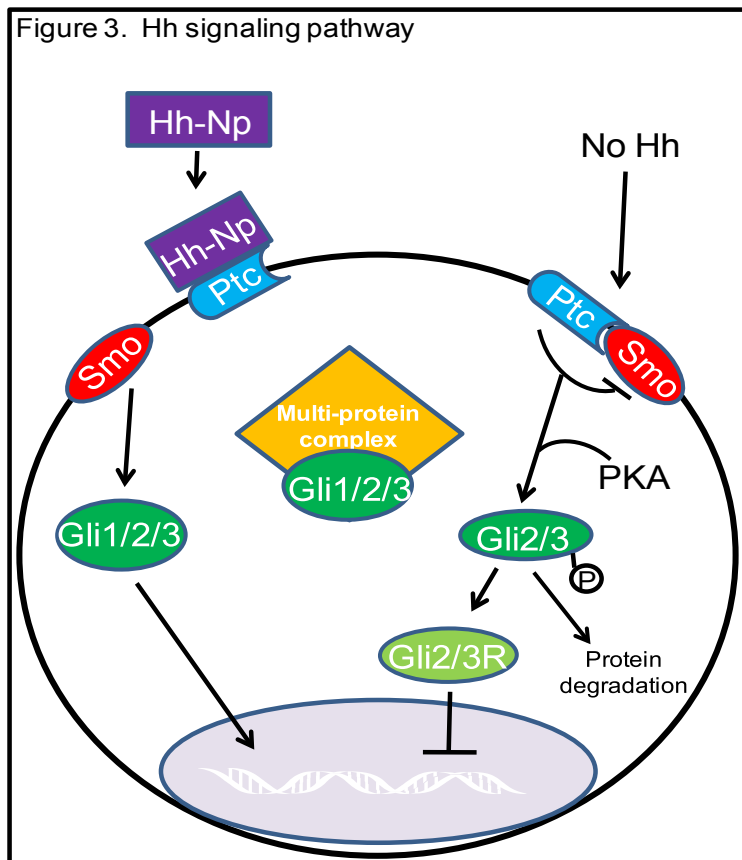 Figure 3.  Hh signaling pathway
Hh-Np
No Hh
Hh-Np
Ptc
Ptc
Smo
Smo
Multi-protein
complex
Gli1/2/3
PKA
Gli1/2/3
Gli2/3
P
Gli2/3R
Protein
degradation